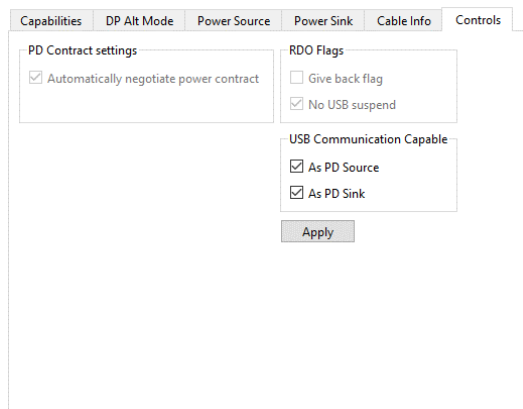 Capabilities DP Alt Mode Power Source Power Sink Cable Info Controls
PD Contract settings
Automatically negotiate power contract
RDO Flags
Give back flag
No USB suspend
USB Communication Capable
As PD Source
As PD Sink
Apply